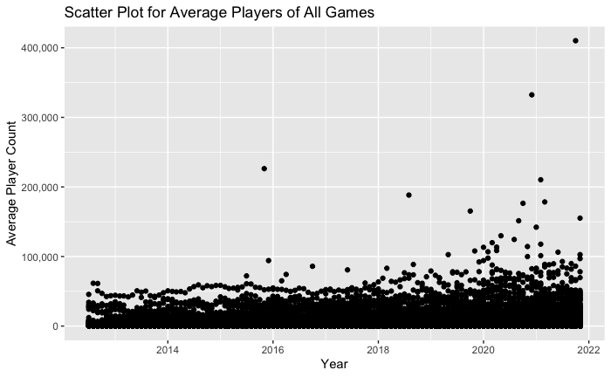 Scatter Plot for Average Players of All Games
400,000
300,000
200,000
100,000
0
Average Player Count
2014 2016 2018 2020 2022
Year